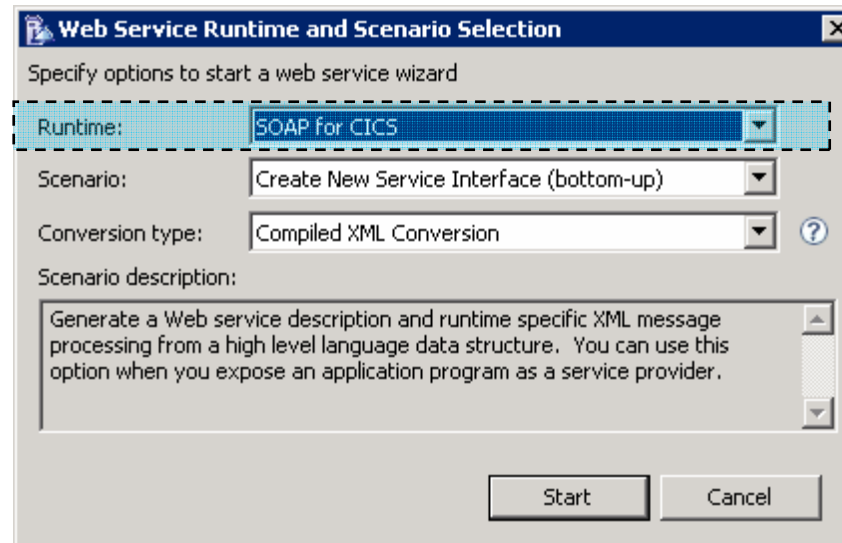 Web Service Runtime and Scenario Selection
Specify options to start a web service wizard
Runtime: SOAP for CICS
Scenario: Create New Service Interface (bottom-up)
Conversion type: Compiled XML Conversion ?
Scenario description:
Generate a Web service description and runtime specific XML message
processing from a high level language data structure.  You can use this
option when you expose an application program as a service provider.
Start Cancel